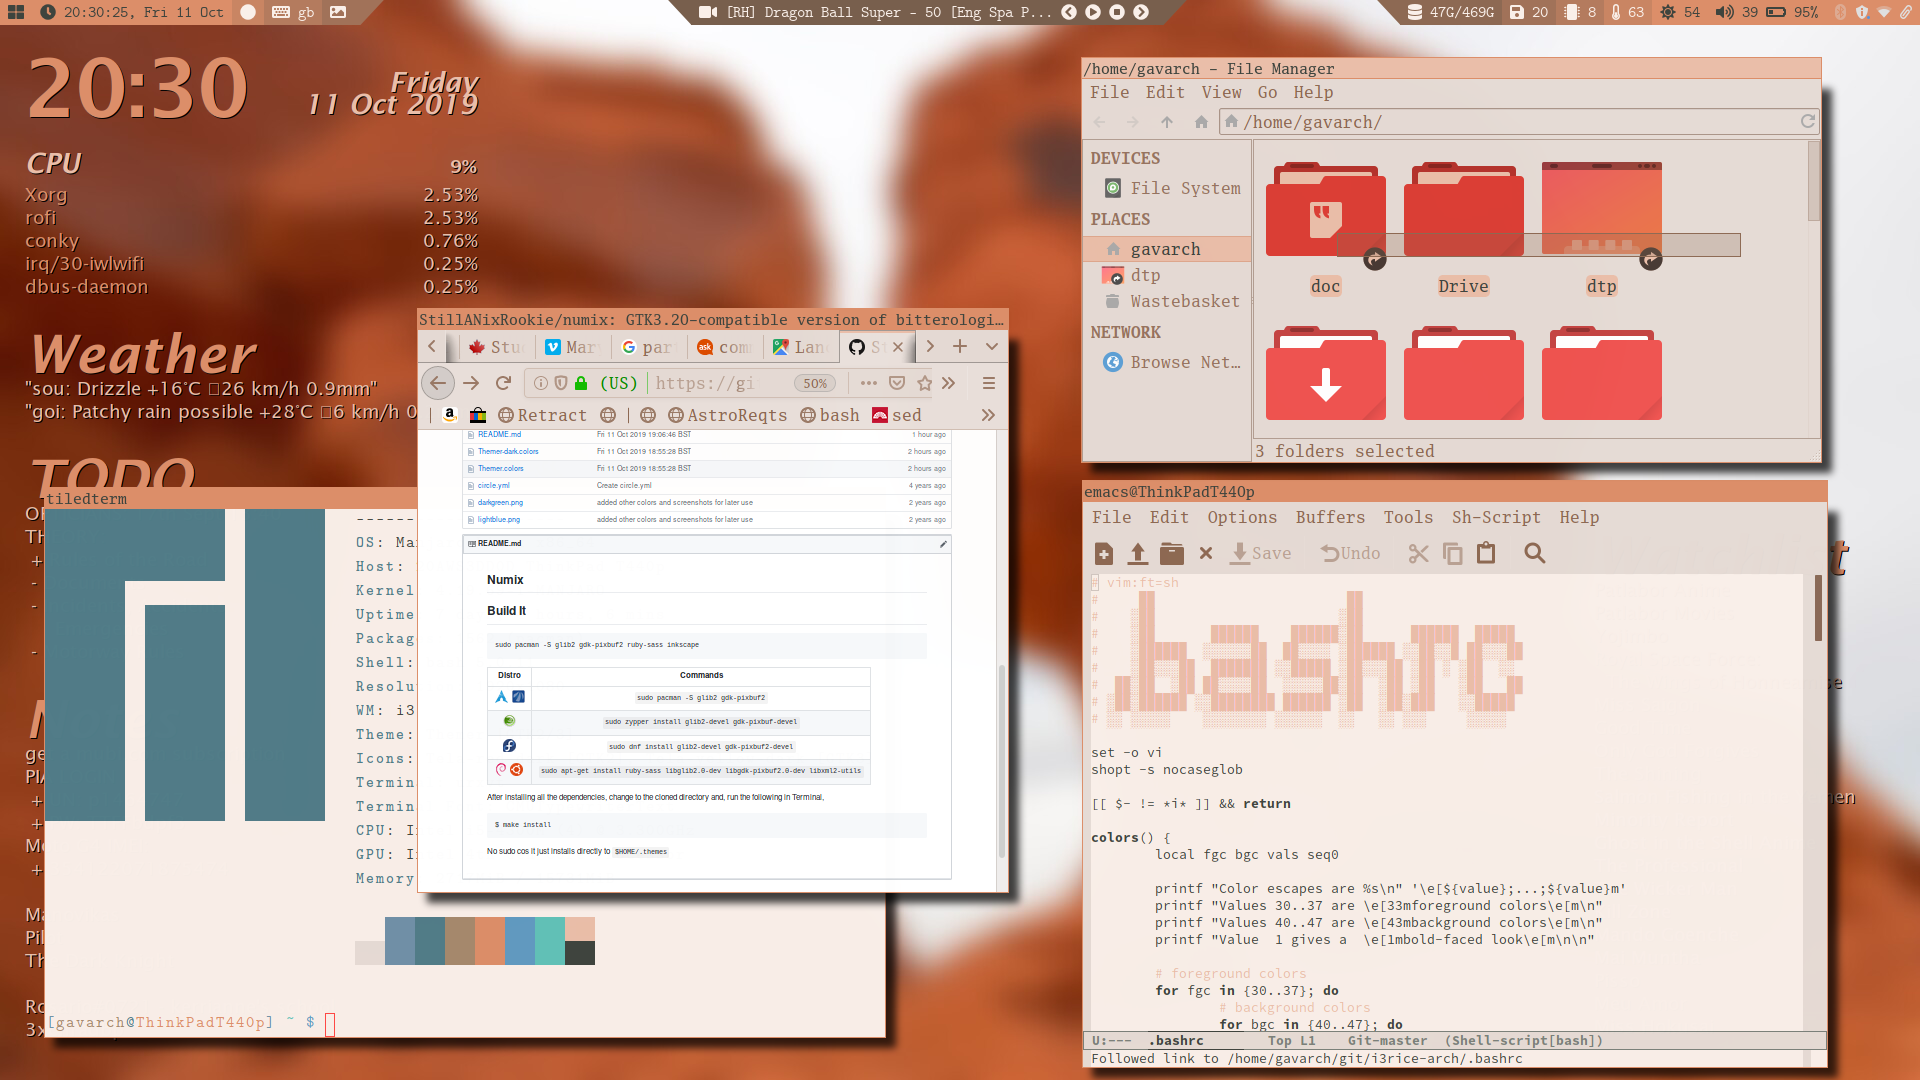 20:30:25, Fri 11 Oct
gb
[RH] Dragon Ball Super - 50 [Eng Spa P...
47G/469G
20
8
63
54
39
95%
20:30
Friday
11 Oct 2019
CPU 9%
Xorg 2.53%
rofi 2.53%
conky 0.76%
irq/30-iwlwifi 0.25%
dbus-daemon 0.25%
Weather
"sou: Drizzle +16°C 26 km/h 0.9mm"
"goi: Patchy rain possible +28°C 6 km/h 0
TODO
tiledterm
OS: Ma
Host:
Kernel
Uptime
Packag
Shell:
Resolu
WM: i3
Theme:
Icons:
Termin
Termin
CPU: I
GPU: I
Memory
[gavarch@ThinkPadT440p] ~ $
StillANixRookie/numix: GTK3.20-compatible version of bitterologi...
Stu
Mar
par
ask
com
Lan
S
(US) https://gi 50%
Retract | AstroReqts bash sed
README.md Fri 11 Oct 2019 19:06:46 BST 1 hour ago
Themer-dark.colors Fri 11 Oct 2019 18:55:28 BST 2 hours ago
Themer.colors Fri 11 Oct 2019 18:55:28 BST 2 hours ago
circle.yml Create circle.yml 4 years ago
darkgreen.png added other colors and screenshots for later use 2 years ago
lightblue.png added other colors and screenshots for later use 2 years ago
README.md
Numix
Build It
sudo pacman -S glib2 gdk-pixbuf2 ruby-sass inkscape
Distro Commands
sudo pacman -S glib2 gdk-pixbuf2
sudo zypper install glib2-devel gdk-pixbuf-devel
sudo dnf install glib2-devel gdk-pixbuf2-devel
sudo apt-get install ruby-sass libglib2.0-dev libgdk-pixbuf2.0-dev libxml2-utils
After installing all the dependencies, change to the cloned directory and, run the following in Terminal,
$ make install
No sudo cos it just installs directly to $HOME/.themes
/home/gavarch - File Manager
File Edit View Go Help
/home/gavarch/
DEVICES
File System
PLACES
gavarch
dtp
Wastebasket
NETWORK
Browse Net...
doc Drive dtp
3 folders selected
emacs@ThinkPadT440p
File Edit Options Buffers Tools Sh-Script Help
Save Undo
# vim:ft=sh
#
#
#
#
#
#
#
#
bashrc
set -o vi
shopt -s nocaseglob
[[ $- != *i* ]] && return
colors() {
local fgc bgc vals seq0
printf "Color escapes are %s\n" '\e[${value};...;${value}m'
printf "Values 30..37 are \e[33mforeground colors\e[m\n"
printf "Values 40..47 are \e[43mbackground colors\e[m\n"
printf "Value  1 gives a  \e[1mbold-faced look\e[m\n\n"
# foreground colors
for fgc in {30..37}; do
# background colors
for bgc in {40..47}; do
U:--- .bashrc Top L1 Git-master (Shell-script[bash])
Followed link to /home/gavarch/git/i3rice-arch/.bashrc